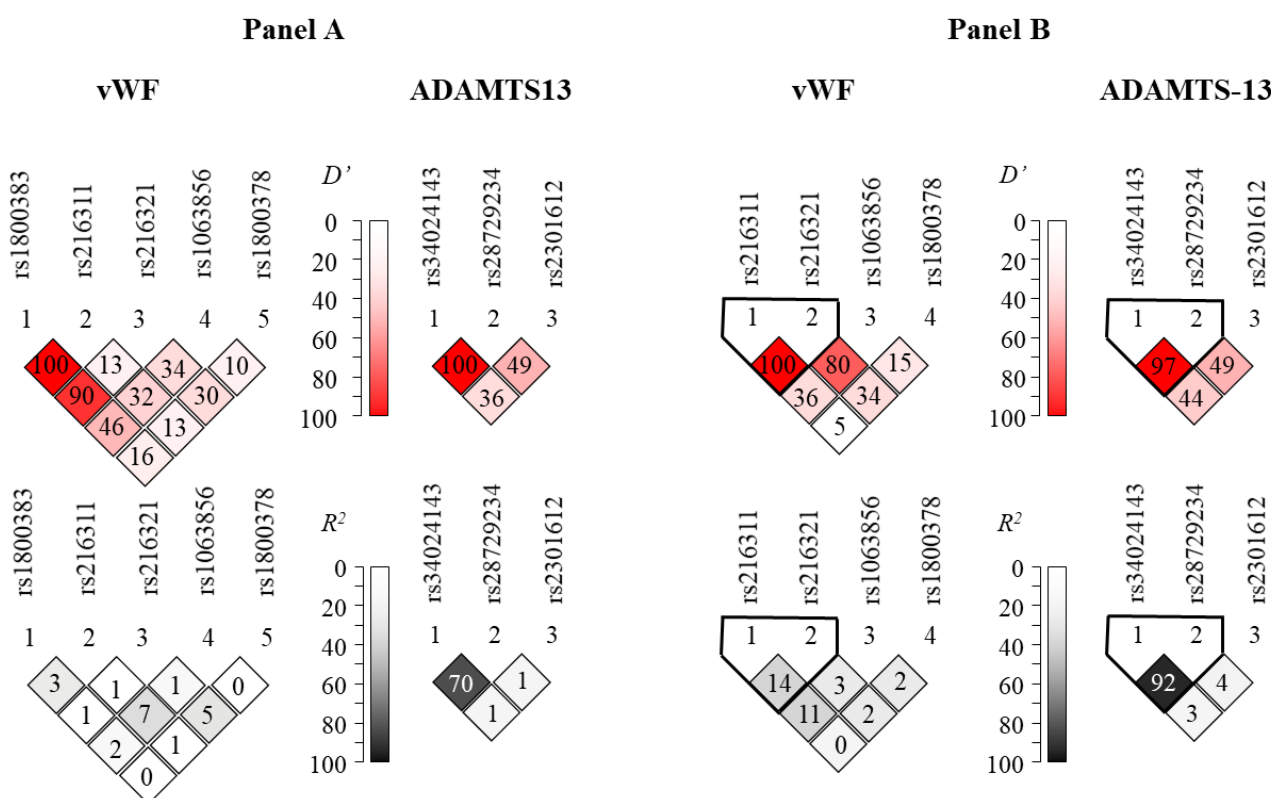 Panel A
Panel B
vWF
ADAMTS13
vWF
ADAMTS-13
rs1800383
rs216311
rs216321
rs1063856
rs1800378
D’
rs34024143
rs28729234
rs2301612
rs216311
rs216321
rs1063856
rs1800378
D’
rs34024143
rs28729234
rs2301612
0
20
40
60
80
100
0
20
40
60
80
100
1 2 3 4 5
1 2 3
1 2 3 4
1 2 3
100 13 34 10
90 32 30
46 13
16
100 49
36
100 80 15
36 34
5
97 49
44
rs1800383
rs216311
rs216321
rs1063856
rs1800378
R²
rs34024143
rs28729234
rs2301612
rs216311
rs216321
rs1063856
rs1800378
R²
rs34024143
rs28729234
rs2301612
0
20
40
60
80
100
0
20
40
60
80
100
1 2 3 4 5
1 2 3
1 2 3 4
1 2 3
3 1 1 0
1 7 5
2 1
0
70 1
1
14 3 2
11 2
0
92 4
3